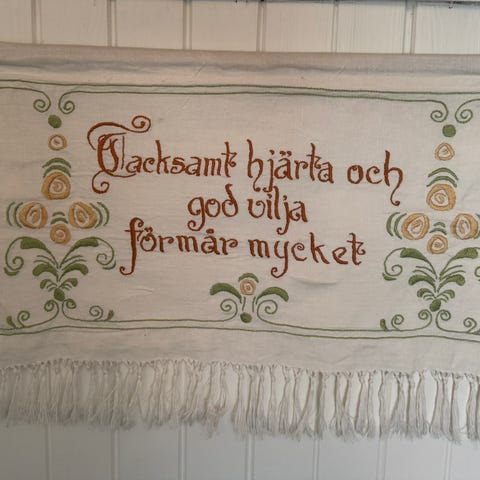 Tacksamt hjärta och
god vilja
förmår mycket